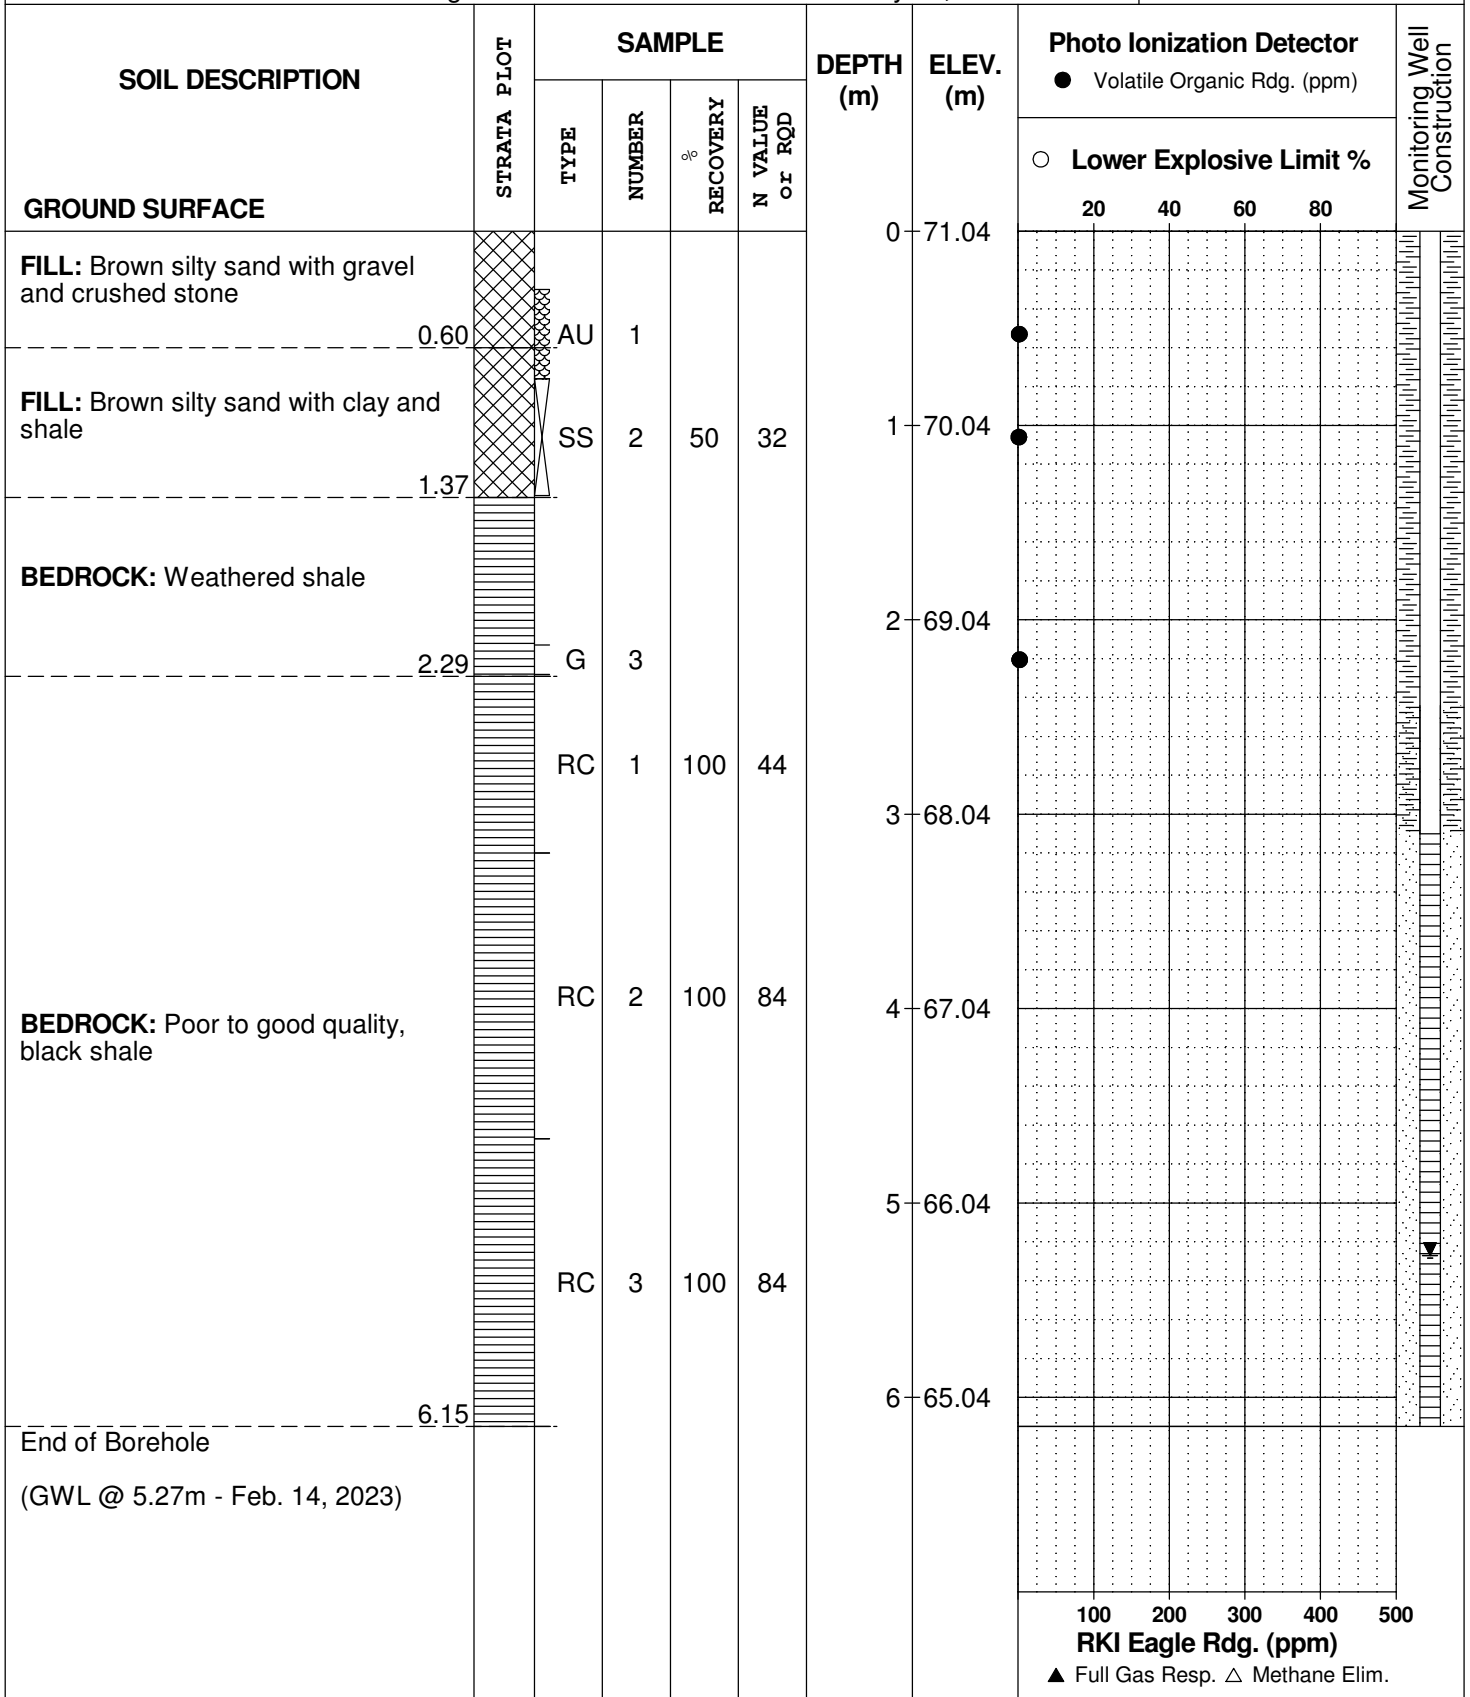 SOIL DESCRIPTION
GROUND SURFACE
STRATA PLOT
SAMPLE
TYPE
NUMBER
%
RECOVERY
N VALUE
or RQD
DEPTH
(m)
ELEV.
(m)
Photo Ionization Detector
● Volatile Organic Rdg. (ppm)
○ Lower Explosive Limit %
20 40 60 80
Monitoring Well
Construction
0 71.04
FILL: Brown silty sand with gravel
and crushed stone
0.60
AU 1
FILL: Brown silty sand with clay and
shale
1.37
SS 2 50 32
1 70.04
BEDROCK: Weathered shale
2 69.04
2.29
G 3
RC 1 100 44
3 68.04
RC 2 100 84
4 67.04
BEDROCK: Poor to good quality,
black shale
5 66.04
RC 3 100 84
6 65.04
6.15
End of Borehole
(GWL @ 5.27m - Feb. 14, 2023)
100 200 300 400 500
RKI Eagle Rdg. (ppm)
▲ Full Gas Resp. △ Methane Elim.